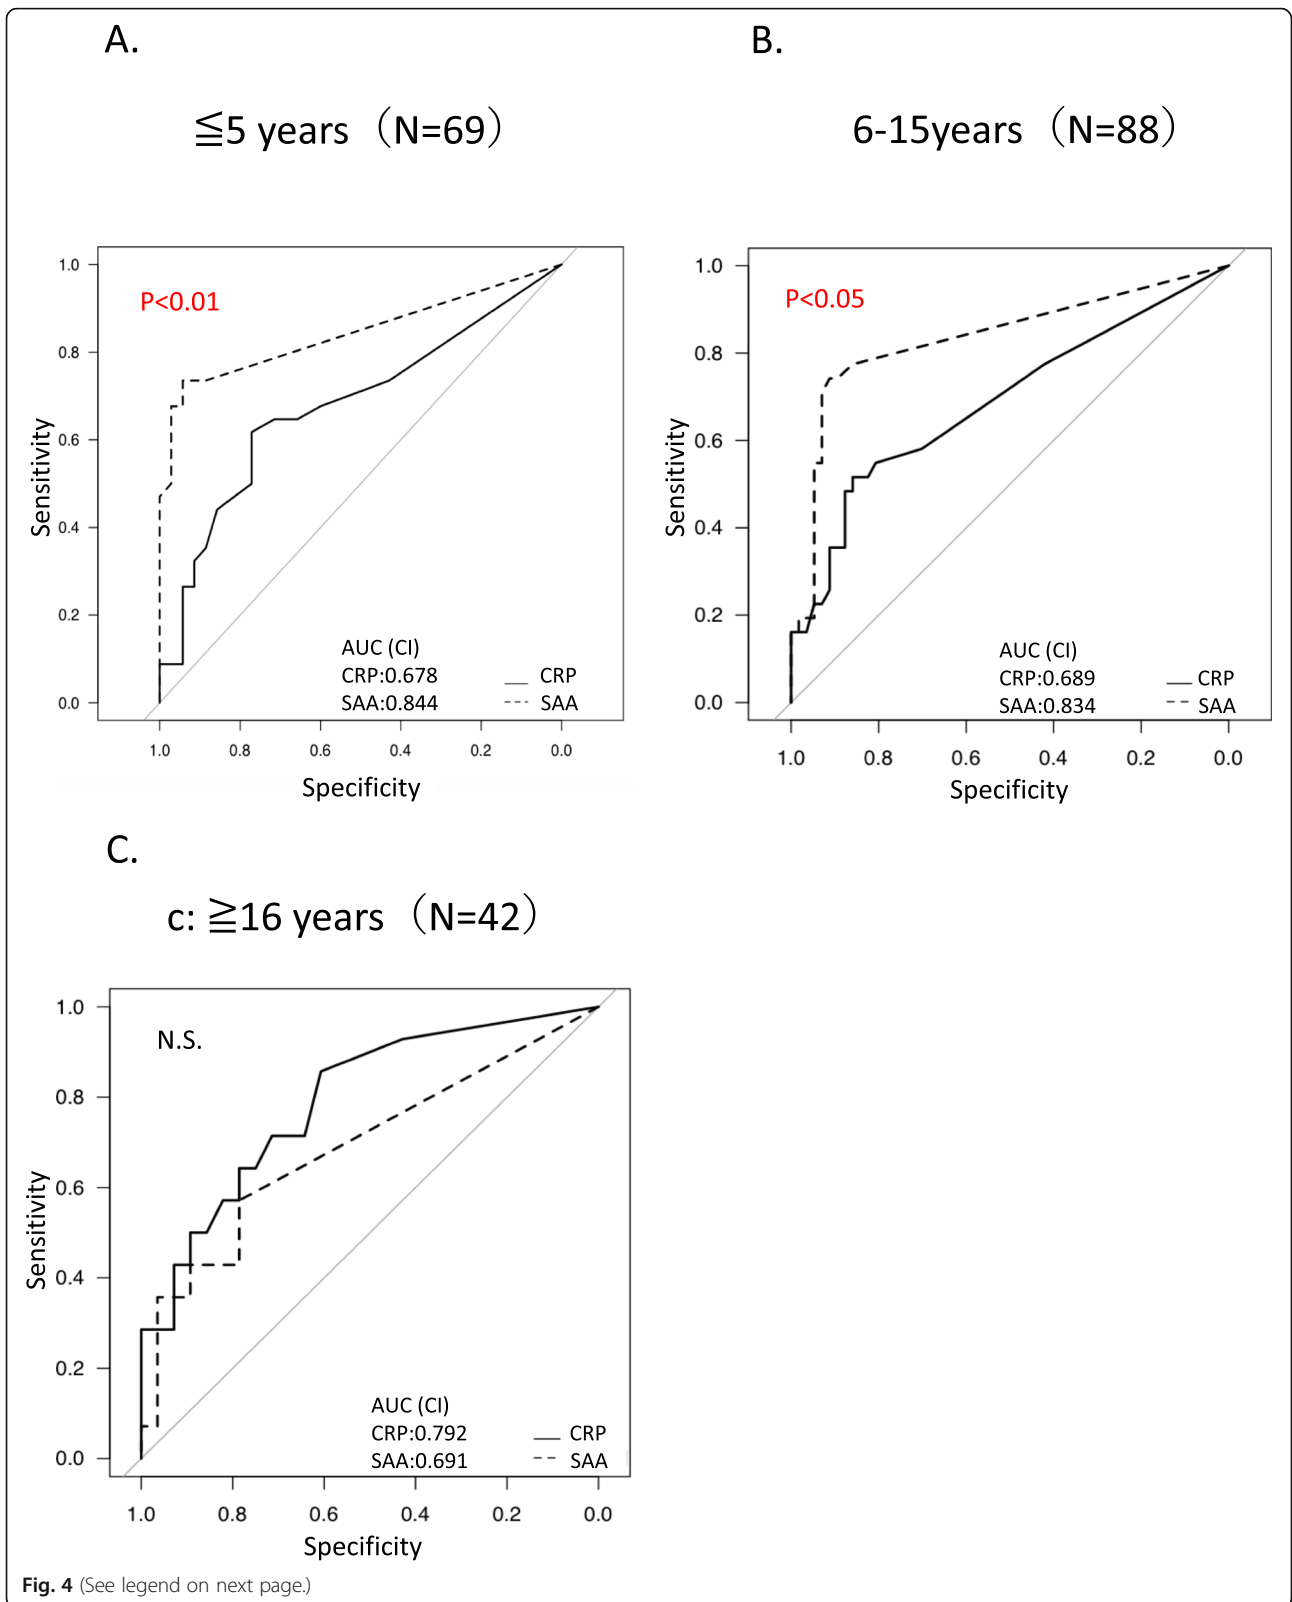 A.
≦5 years（N=69）
P<0.01
1.0
0.8
0.6
0.4
0.2
0.0
Sensitivity
AUC (CI)
CRP:0.678
SAA:0.844
CRP
SAA
1.0 0.8 0.6 0.4 0.2 0.0
Specificity
B.
6-15years（N=88）
P<0.05
1.0
0.8
0.6
0.4
0.2
0.0
Sensitivity
AUC (CI)
CRP:0.689
SAA:0.834
CRP
SAA
1.0 0.8 0.6 0.4 0.2 0.0
Specificity
C.
c: ≧16 years（N=42）
N.S.
1.0
0.8
0.6
0.4
0.2
0.0
Sensitivity
AUC (CI)
CRP:0.792
SAA:0.691
CRP
SAA
1.0 0.8 0.6 0.4 0.2 0.0
Specificity
Fig. 4 (See legend on next page.)